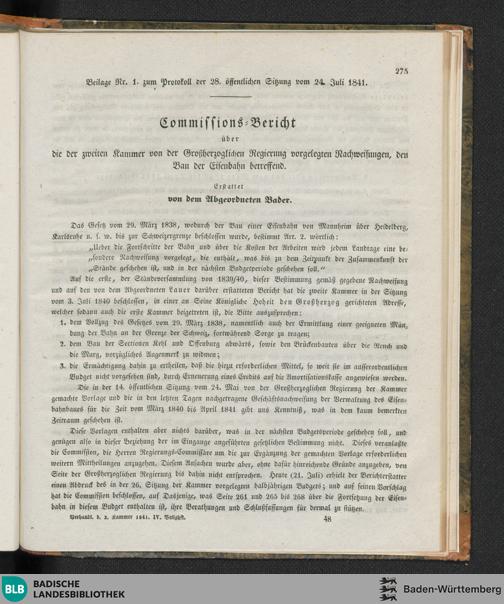 275
Beilage Nr. 1. zum Protokoll der 28. öffentlichen Sitzung vom 24. Juli 1841.
Commissions-Bericht
über
die der zweiten Kammer von der Großherzoglichen Regierung vorgelegten Nachweisungen, den
Bau der Eisenbahn betreffend.
Erstattet
von dem Abgeordneten Bader.
Das Gesetz vom 29. März 1838, wodurch der Bau einer Eisenbahn von Mannheim über Heidelberg,
Karlsruhe u. s. w. bis zur Schweizergrenze beschlossen wurde, bestimmt Art. 2. wörtlich:
„Ueber die Fortschritte der Bahn und über die Kosten der Arbeiten wird jedem Landtage eine be-
„sondere Nachweisung vorgelegt, die enthält, was bis zu dem Zeitpunkt der Zusammenkunft der
„Stände geschehen ist, und in der nächsten Budgetperiode geschehen soll.“
Auf die erste, der Ständeversammlung von 1839/40, dieser Bestimmung gemäß gegebene Nachweisung
und auf den von dem Abgeordneten Lauer darüber erstatteten Bericht hat die zweite Kammer in der Sitzung
vom 3. Juli 1840 beschlossen, in einer an Seine Königliche Hoheit den Großherzog gerichteten Adresse,
welcher sodann auch die erste Kammer beigetreten ist, die Bitte auszusprechen:
1. dem Vollzug des Gesetzes vom 29. März 1838, namentlich auch der Ermittlung einer geeigneten Mün-
dung der Bahn an der Grenze der Schweiz, fortwährend Sorge zu tragen;
2. dem Bau der Sectionen Kehl und Offenburg abwärts, sowie den Brückenbauten über die Rench und
die Murg, vorzügliches Augenmerk zu widmen;
3. die Ermächtigung dahin zu ertheilen, daß die hiezu erforderlichen Mittel, so weit sie im außerordentlichen
Budget nicht vorgesehen sind, durch Erneuerung eines Credits auf die Amortisationskasse angewiesen werden.
Die in der 14. öffentlichen Sitzung vom 24. Mai von der Großherzoglichen Regierung der Kammer
gemachte Vorlage und die in den letzten Tagen nachgetragene Geschäftsnachweisung der Verwaltung des Eisen-
bahnbaues für die Zeit vom März 1840 bis April 1841 gibt uns Kenntniß, was in dem kaum bemerkten
Zeitraum geschehen ist.
Diese Vorlagen enthalten aber nichts darüber, was in der nächsten Budgetperiode geschehen soll, und
genügen also in dieser Beziehung der im Eingange angeführten gesetzlichen Bestimmung nicht. Dieses veranlaßte
die Commission, die Herren Regierungs-Commissäre um die zur Ergänzung der gemachten Vorlage erforderlichen
weitern Mittheilungen anzugehen. Diesem Ansuchen wurde aber, ohne dafür hinreichende Gründe anzugeben, von
Seite der Großherzoglichen Regierung bis dahin nicht entsprochen. Heute (21. Juli) erhielt der Berichterstatter
einen Abdruck des in der 26. Sitzung der Kammer vorgelegten halbjährigen Budgets; und auf seinen Vorschlag
hat die Commission beschlossen, auf Dasjenige, was Seite 261 und 265 bis 268 über die Fortsetzung der Eisen-
bahn in diesem Budget enthalten ist, ihre Berathungen und Schlußfassungen für derzeit zu stützen.
Verhandl. d. 2. Kammer 1841. IV. Beilghft.
48
BLB
BADISCHE
LANDESBIBLIOTHEK
Baden-Württemberg